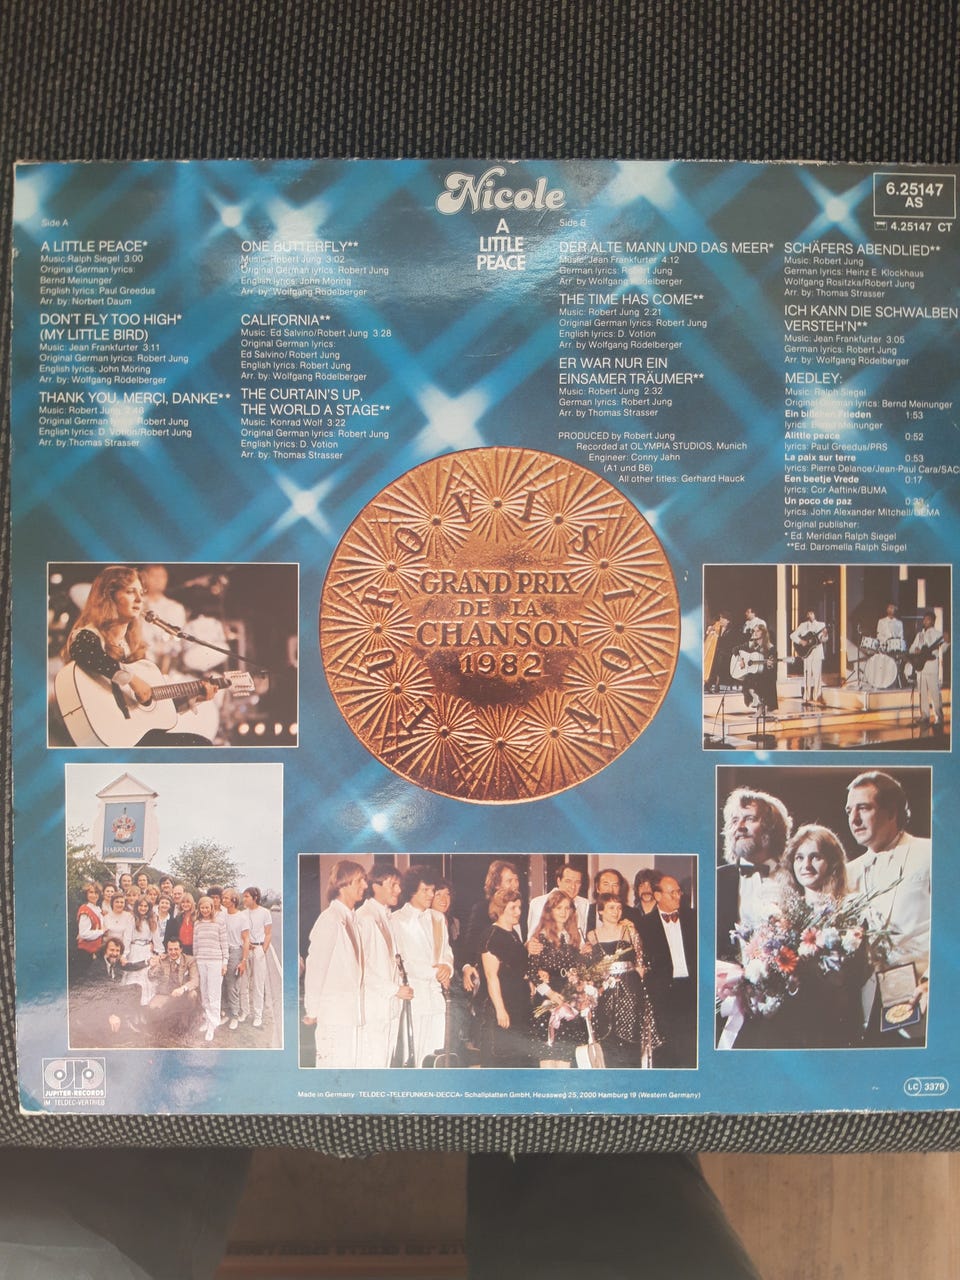 Nicole
A
LITTLE
PEACE
6.25147
AS
4.25147 CT
Side A
A LITTLE PEACE*
Music: Ralph Siegel 3:00
Original German lyrics:
Bernd Meinunger
English lyrics: Paul Greedus
Arr. by: Norbert Daum
DON'T FLY TOO HIGH*
(MY LITTLE BIRD)
Music: Jean Frankfurter 3:11
Original German lyrics: Robert Jung
English lyrics: John Möring
Arr. by: Wolfgang Rödelberger
THANK YOU, MERÇI, DANKE**
Music: Robert Jung 2:48
Original German lyrics: Robert Jung
English lyrics: D. Votion/Robert Jung
Arr. by: Thomas Strasser
ONE BUTTERFLY**
Music: Robert Jung 3:02
Original German lyrics: Robert Jung
English lyrics: John Möring
Arr. by: Wolfgang Rödelberger
CALIFORNIA**
Music: Ed Salvino/Robert Jung 3:28
Original German lyrics:
Ed Salvino/Robert Jung
English lyrics: Robert Jung
Arr. by: Wolfgang Rödelberger
THE CURTAIN'S UP,
THE WORLD A STAGE**
Music: Konrad Wolf 3:22
Original German lyrics: Robert Jung
English lyrics: D. Votion
Arr. by: Thomas Strasser
Side B
DER ALTE MANN UND DAS MEER*
Music: Jean Frankfurter 4:12
German lyrics: Robert Jung
Arr. by Wolfgang Rödelberger
THE TIME HAS COME**
Music: Robert Jung 2:21
Original German lyrics: Robert Jung
English lyrics: D. Votion
Arr. by Wolfgang Rödelberger
ER WAR NUR EIN
EINSAMER TRÄUMER**
Music: Robert Jung 2:32
German lyrics: Robert Jung
Arr. by Thomas Strasser
PRODUCED by Robert Jung
Recorded at OLYMPIA STUDIOS, Munich
Engineer: Conny Jahn
(A1 und B6)
All other titles: Gerhard Hauck
SCHÄFERS ABENDLIED**
Music: Robert Jung
German lyrics: Heinz E. Klockhaus
Wolfgang Rositzka/Robert Jung
Arr. by: Thomas Strasser
ICH KANN DIE SCHWALBEN
VERSTEH'N**
Music: Jean Frankfurter 3:05
German lyrics: Robert Jung
Arr. by: Wolfgang Rödelberger
MEDLEY:
Music: Ralph Siegel
Original German lyrics: Bernd Meinunger
Ein bißchen Frieden 1:53
lyrics: Bernd Meinunger
Alittle peace 0:52
lyrics: Paul Greedus/PRS
La paix sur terre 0:53
lyrics: Pierre Delanoe/Jean-Paul Cara/SAC
Een beetje Vrede 0:17
lyrics: Cor Aaftink/BUMA
Un poco de paz
lyrics: John Alexander Mitchell/GEMA
Original publisher:
* Ed. Meridian Ralph Siegel
**Ed. Daromella Ralph Siegel
EUROVISION
GRAND PRIX
DE LA
CHANSON
1982
HARROGATE
JUPITER-RECORDS
IM TELDEC-VERTRIEB
Made in Germany · TELDEC »TELEFUNKEN-DECCA« Schallplatten GmbH, Heussweg 25, 2000 Hamburg 19 (Western Germany)
LC 3379